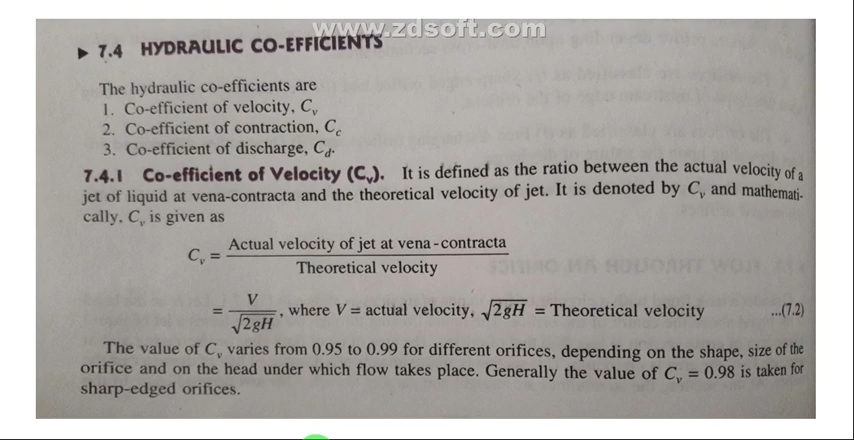 www.zdsoft.com
▶ 7.4 HYDRAULIC CO-EFFICIENTS
The hydraulic co-efficients are
1. Co-efficient of velocity, Cᵥ
2. Co-efficient of contraction, C_c
3. Co-efficient of discharge, C_d.
7.4.1 Co-efficient of Velocity (Cᵥ). It is defined as the ratio between the actual velocity of a
jet of liquid at vena-contracta and the theoretical velocity of jet. It is denoted by Cᵥ and mathemati-
cally, Cᵥ is given as
Cᵥ = Actual velocity of jet at vena-contracta / Theoretical velocity
= V / √2gH, where V = actual velocity, √2gH = Theoretical velocity ...(7.2)
The value of Cᵥ varies from 0.95 to 0.99 for different orifices, depending on the shape, size of the
orifice and on the head under which flow takes place. Generally the value of Cᵥ = 0.98 is taken for
sharp-edged orifices.